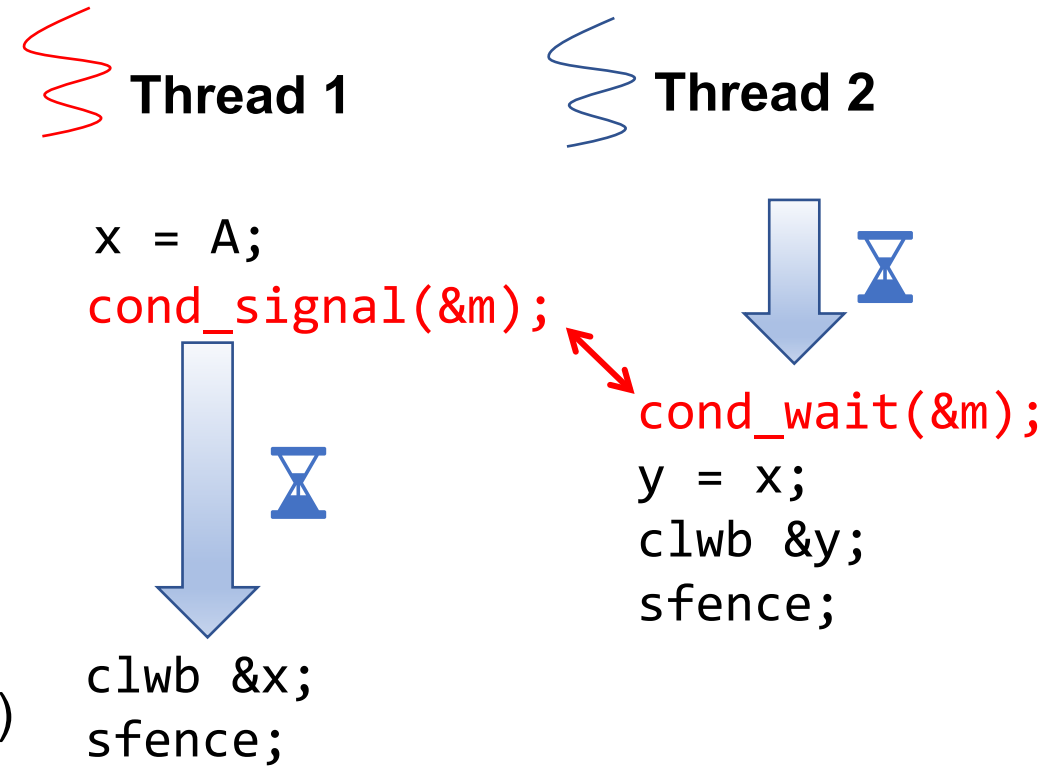 Thread 1
x = A;
cond_signal(&m);
clwb &x;
)
sfence;
Thread 2
cond_wait(&m);
y = x;
clwb &y;
sfence;